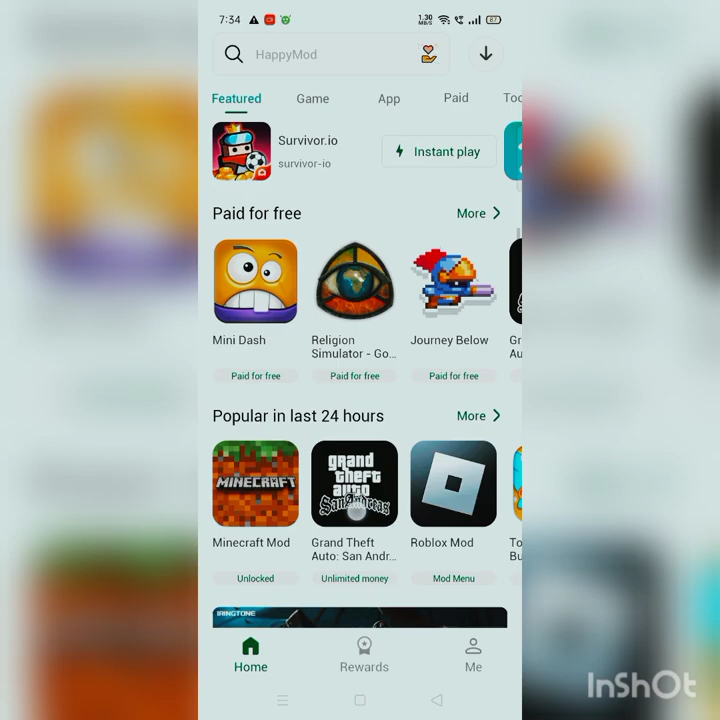 7:34
1.30
MB/S
87
HappyMod
Featured
Game
App
Paid
Too
Survivor.io
survivor-io
Instant play
Paid for free
More
Mini Dash
Religion
Simulator - Go...
Journey Below
Gr
Au
Paid for free
Paid for free
Paid for free
Popular in last 24 hours
More
MINECRAFT
grand
theft
auto
SanAndreas
Minecraft Mod
Grand Theft
Auto: San Andr...
Roblox Mod
To
Bu
Unlocked
Unlimited money
Mod Menu
IRINGTONE
Home
Rewards
Me
InShOt